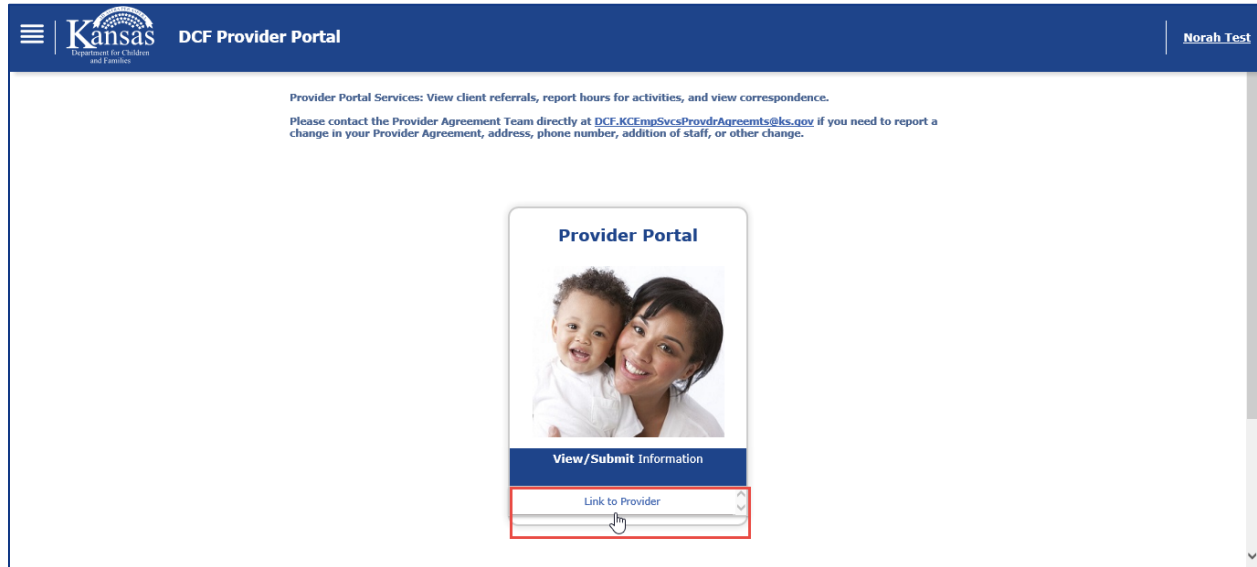 Kansas
Department for Children
and Families
DCF Provider Portal
Norah Test
Provider Portal Services: View client referrals, report hours for activities, and view correspondence.
Please contact the Provider Agreement Team directly at DCF.KCEmpSvcsProvdrAgreemts@ks.gov if you need to report a
change in your Provider Agreement, address, phone number, addition of staff, or other change.
Provider Portal
View/Submit Information
Link to Provider